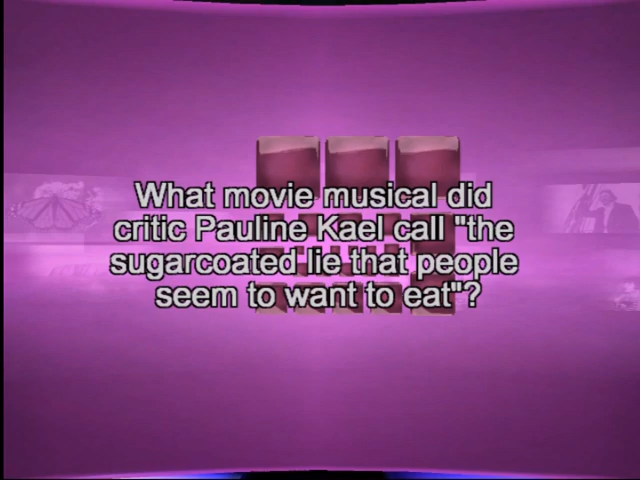 What movie musical did
critic Pauline Kael call "the
sugarcoated lie that people
seem to want to eat"?